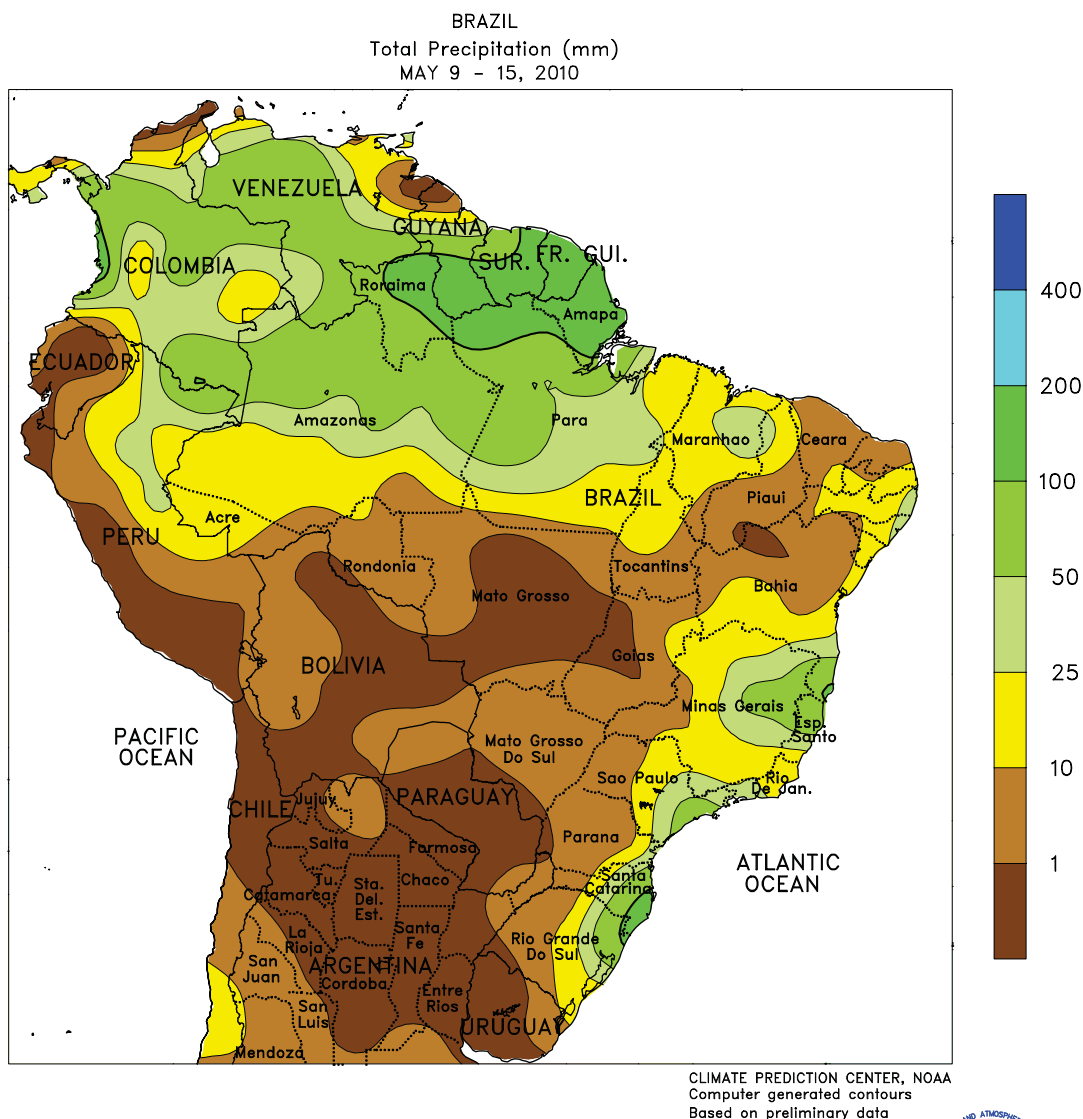 BRAZIL
Total Precipitation (mm)
MAY 9 - 15, 2010
VENEZUELA
GUYANA
SUR.
FR. GUI.
COLOMBIA
Roraima
Amapa
ECUADOR
Amazonas
Para
Maranhao
Ceara
BRAZIL
Piaui
Acre
PERU
Rondonia
Tocantins
Mato Grosso
Bahia
BOLIVIA
Goias
Minas Gerais
Esp.
Santo
PACIFIC
OCEAN
Mato Grosso
Do Sul
Sao Paulo
Rio
De Jan.
CHILE
Jujuy
PARAGUAY
Salta
Formosa
Parana
ATLANTIC
OCEAN
Tu.
Catamarca
Sta.
Del.
Est.
Chaco
Santa
Catarina
La
Rioja
Santa
Fe
Rio Grande
Do Sul
San
Juan
ARGENTINA
Cordoba
Entre
Rios
San
Luis
URUGUAY
Mendoza
400
200
100
50
25
10
1
CLIMATE PREDICTION CENTER, NOAA
Computer generated contours
Based on preliminary data
AND ATMOSPHE